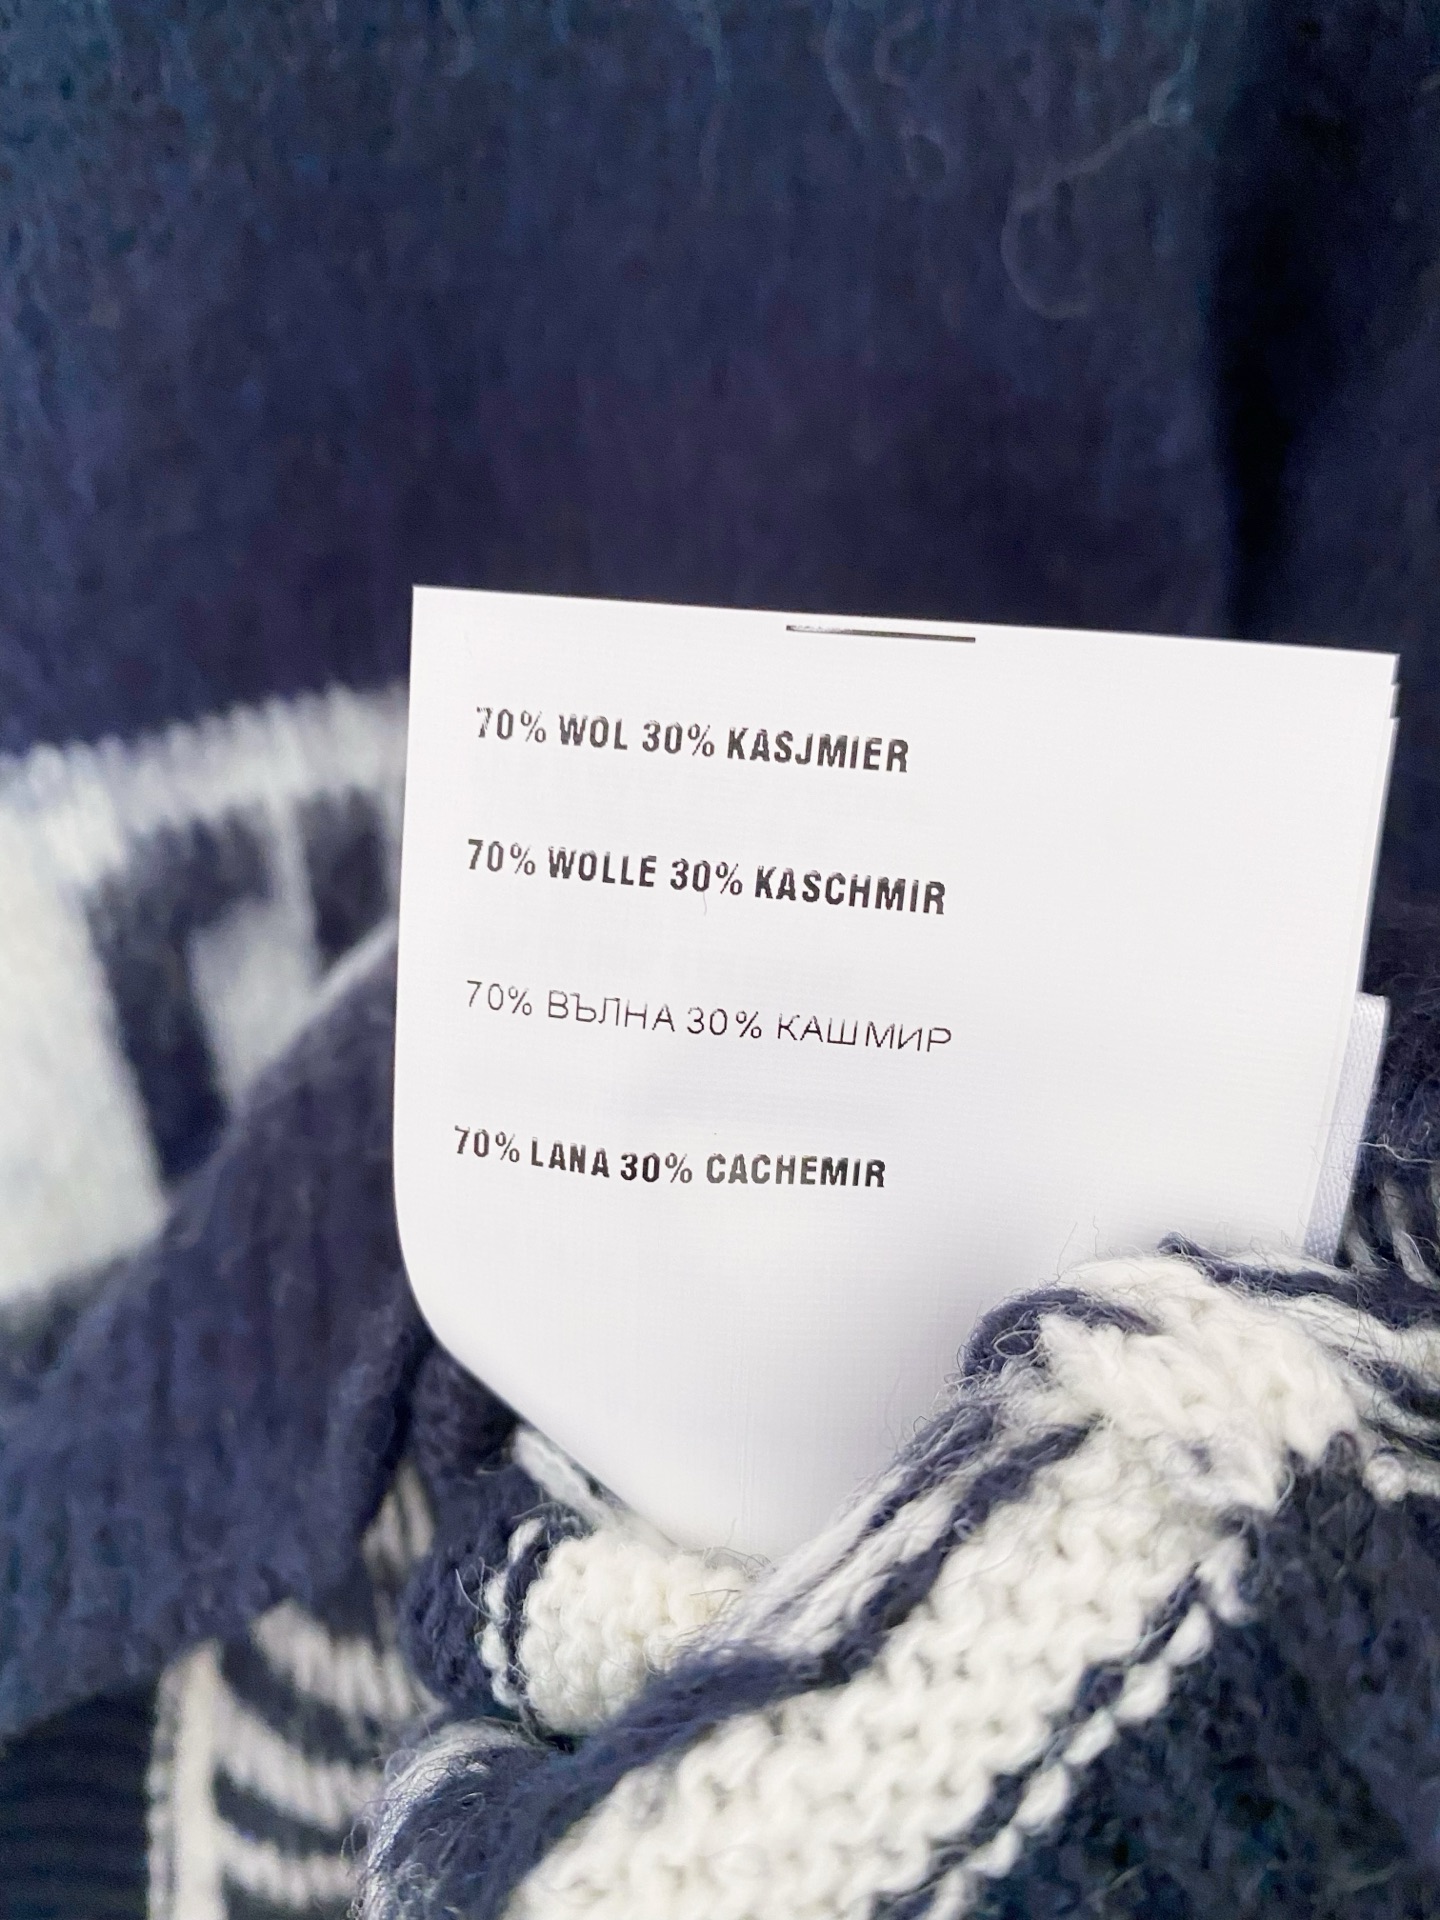 70% WOL 30% KASJMIER
70% WOLLE 30% KASCHMIR
70% ВЪЛНА 30% КАШМИР
70% LANA 30% CACHEMIR